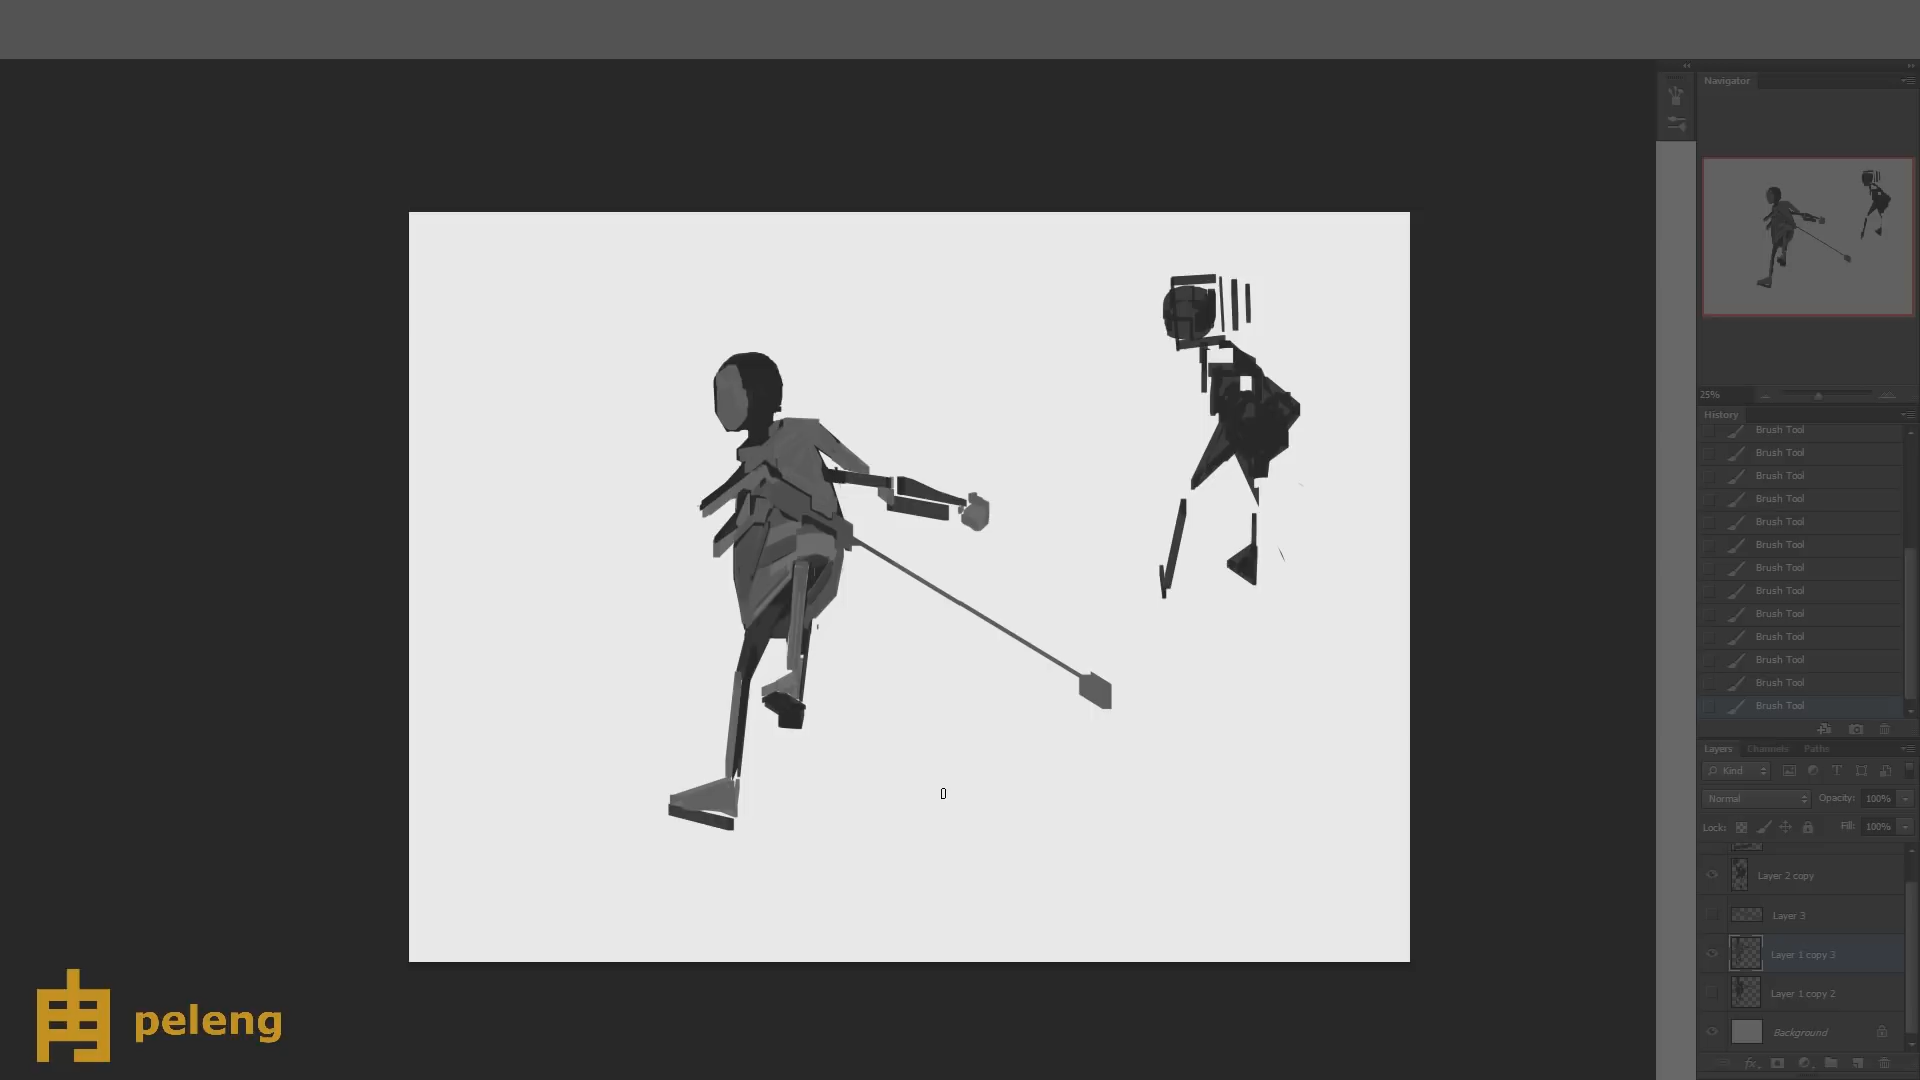 Navigator
25%
History
Brush Tool
Brush Tool
Brush Tool
Brush Tool
Brush Tool
Brush Tool
Brush Tool
Brush Tool
Brush Tool
Brush Tool
Brush Tool
Brush Tool
Brush Tool
Layers Channels Paths
Kind
Normal Opacity: 100%
Lock: Fill: 100%
Layer 2 copy
Layer 3
Layer 1 copy 3
Layer 1 copy 2
Background
fx
peleng